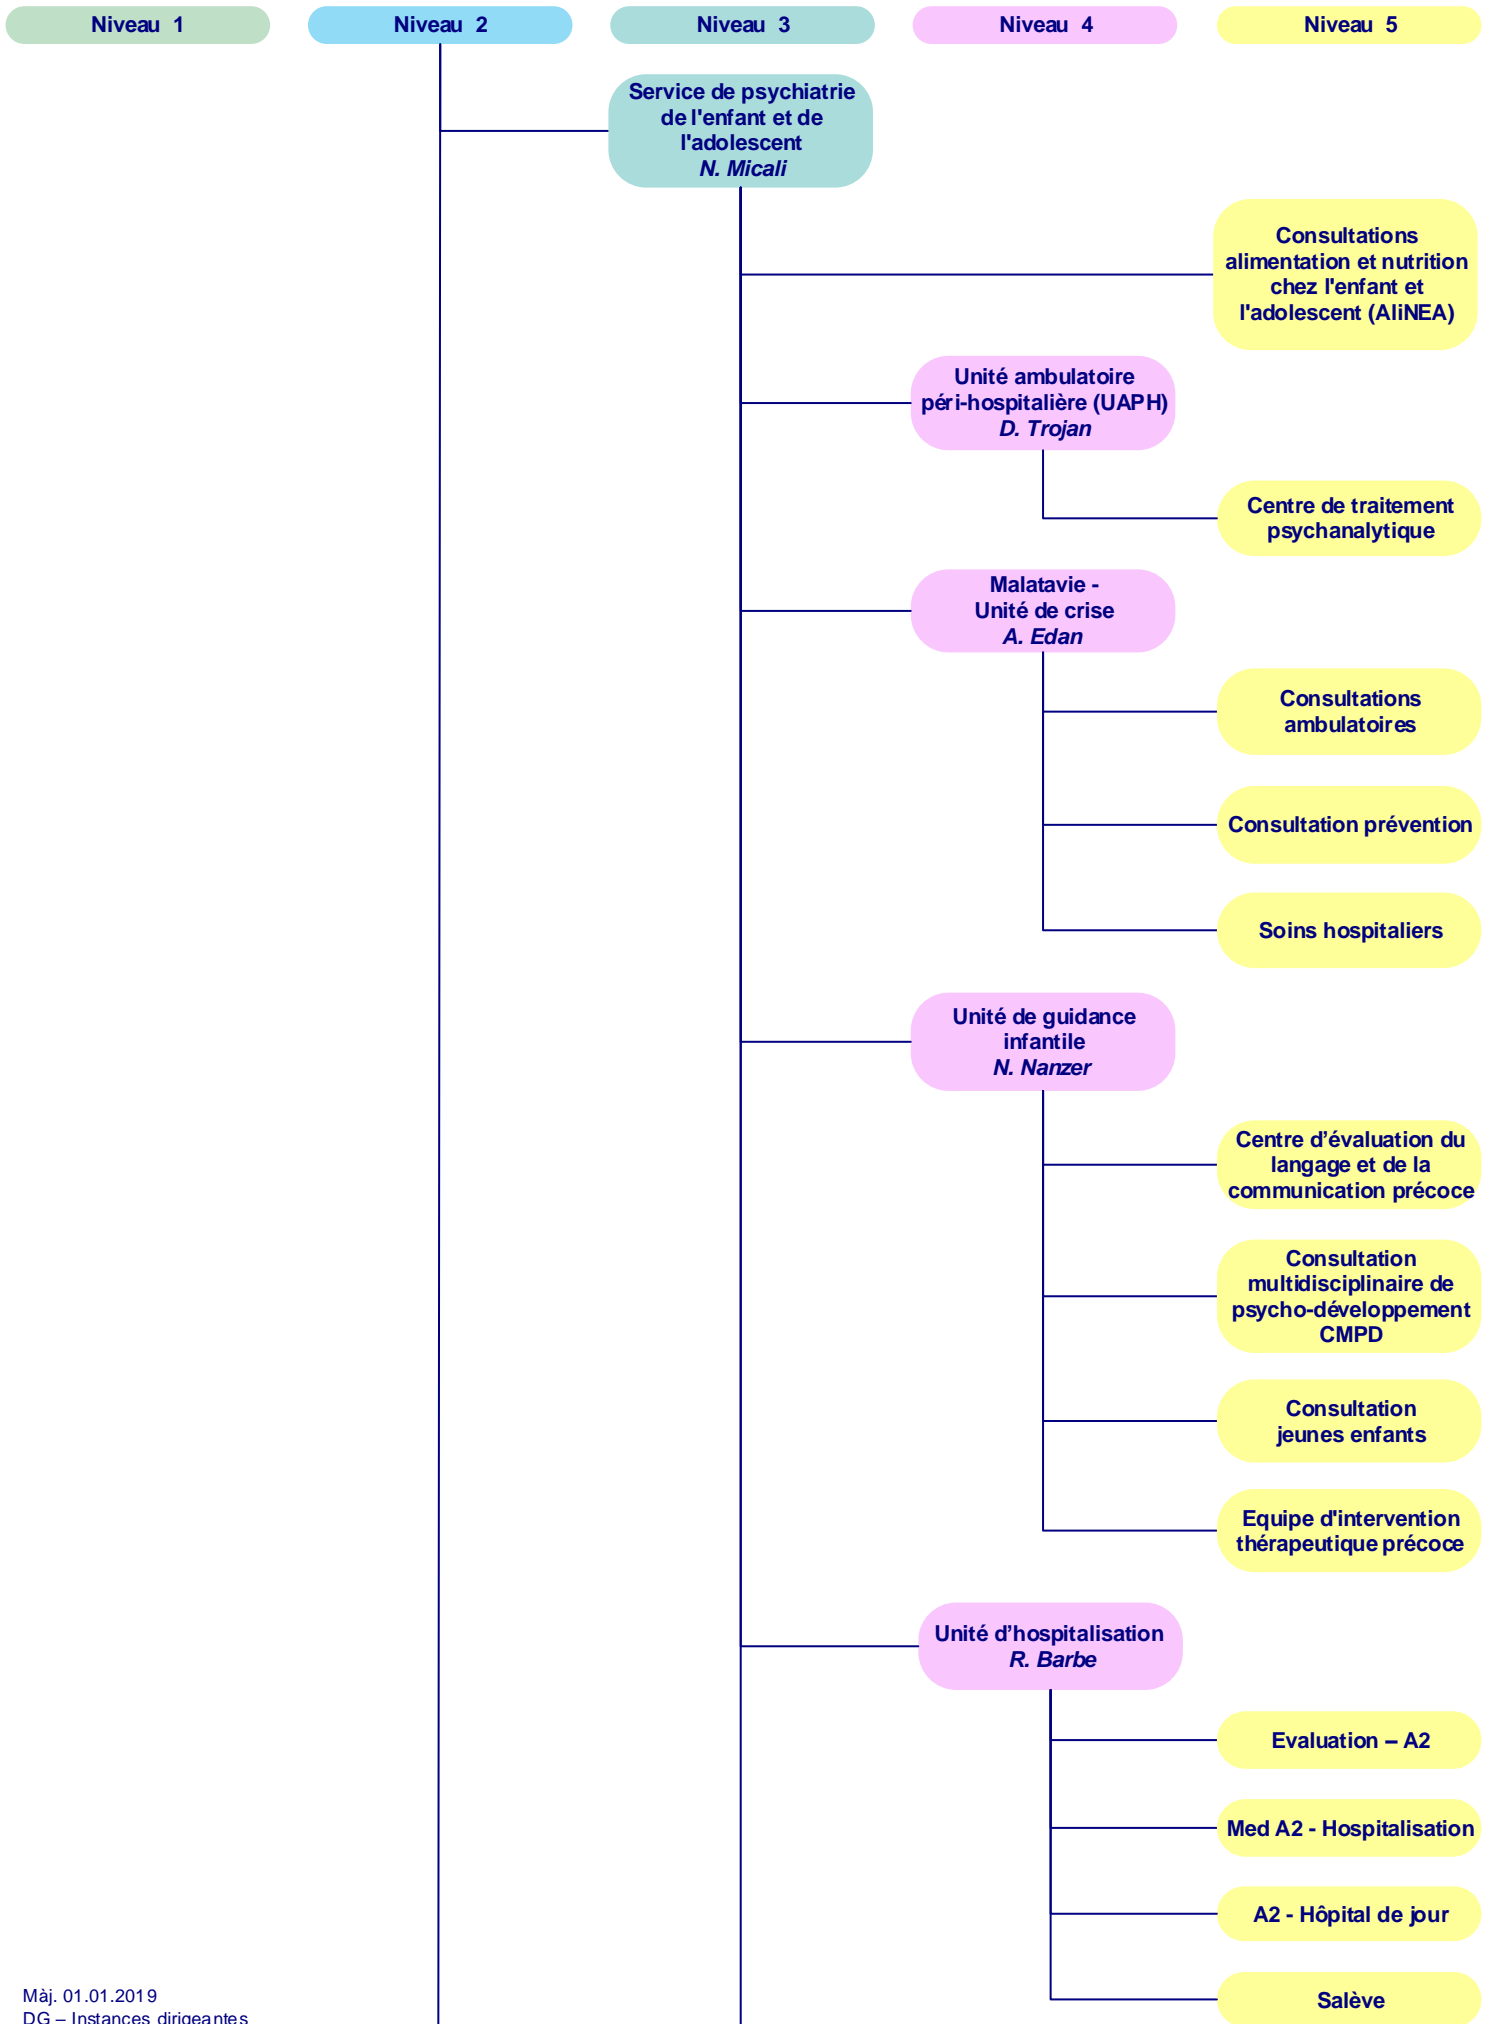 Niveau 1
Niveau 2
Niveau 3
Niveau 4
Niveau 5
Service de psychiatrie
de l'enfant et de
l'adolescent
N. Micali
Consultations
alimentation et nutrition
chez l'enfant et
l'adolescent (AliNEA)
Unité ambulatoire
péri-hospitalière (UAPH)
D. Trojan
Centre de traitement
psychanalytique
Malatavie -
Unité de crise
A. Edan
Consultations
ambulatoires
Consultation prévention
Soins hospitaliers
Unité de guidance
infantile
N. Nanzer
Centre d’évaluation du
langage et de la
communication précoce
Consultation
multidisciplinaire de
psycho-développement
CMPD
Consultation
jeunes enfants
Equipe d'intervention
thérapeutique précoce
Unité d’hospitalisation
R. Barbe
Evaluation – A2
Med A2 - Hospitalisation
A2 - Hôpital de jour
Salève
Màj. 01.01.2019
DG – Instances dirigeantes